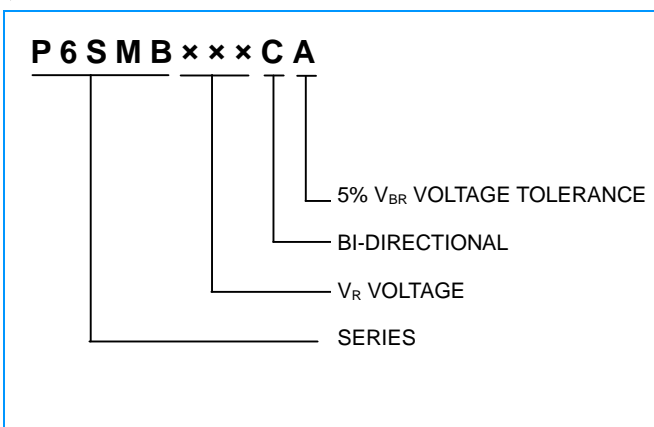 P6SMB×××CA
5% VBR VOLTAGE TOLERANCE
BI-DIRECTIONAL
VR VOLTAGE
SERIES